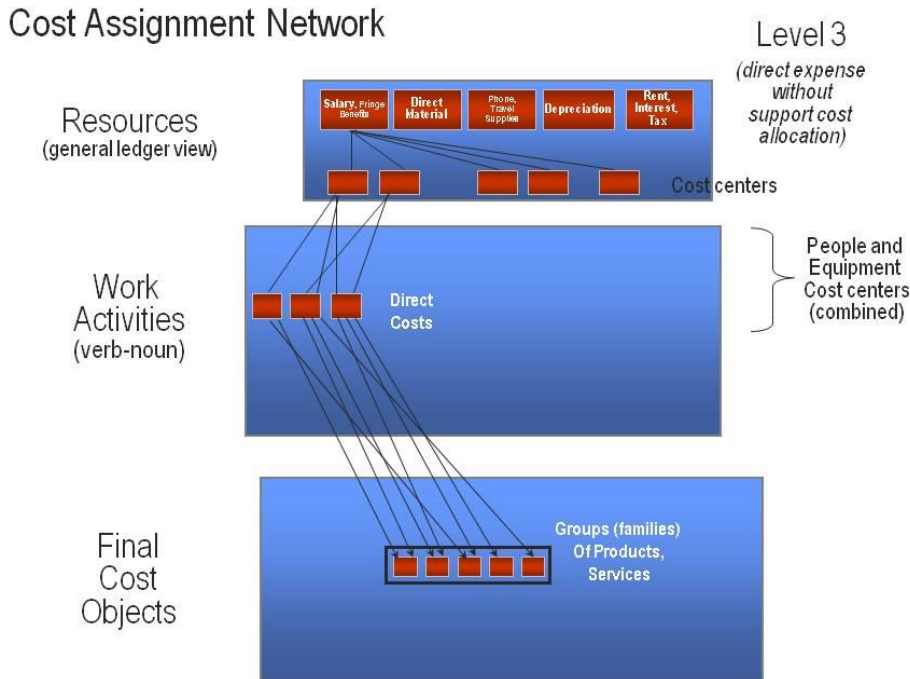 Cost Assignment Network
Level 3
(direct expense
without
support cost
allocation)
Resources
(general ledger view)
Salary, Fringe
Benefits
Direct
Material
Phone,
Travel
Supplies
Depreciation
Rent,
Interest,
Tax
Cost centers
Work
Activities
(verb-noun)
Direct
Costs
People and
Equipment
Cost centers
(combined)
Final
Cost
Objects
Groups (families)
Of Products,
Services